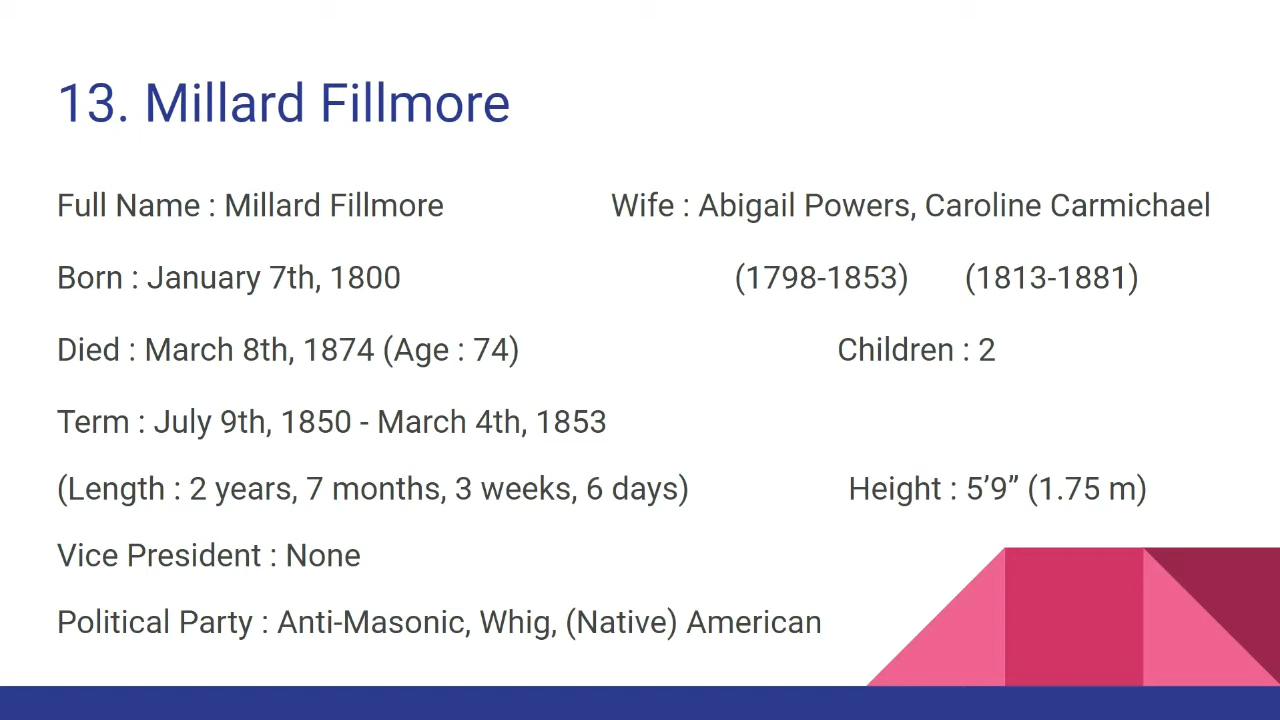 13. Millard Fillmore
Full Name : Millard Fillmore
Wife : Abigail Powers, Caroline Carmichael
Born : January 7th, 1800
(1798-1853) (1813-1881)
Died : March 8th, 1874 (Age : 74)
Children : 2
Term : July 9th, 1850 - March 4th, 1853
(Length : 2 years, 7 months, 3 weeks, 6 days)
Height : 5’9” (1.75 m)
Vice President : None
Political Party : Anti-Masonic, Whig, (Native) American